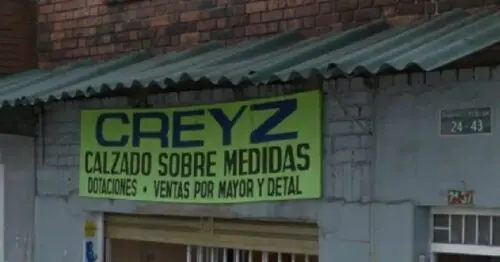 CREYZ
CALZADO SOBRE MEDIDAS
DOTACIONES • VENTAS POR MAYOR Y DETAL
24-43